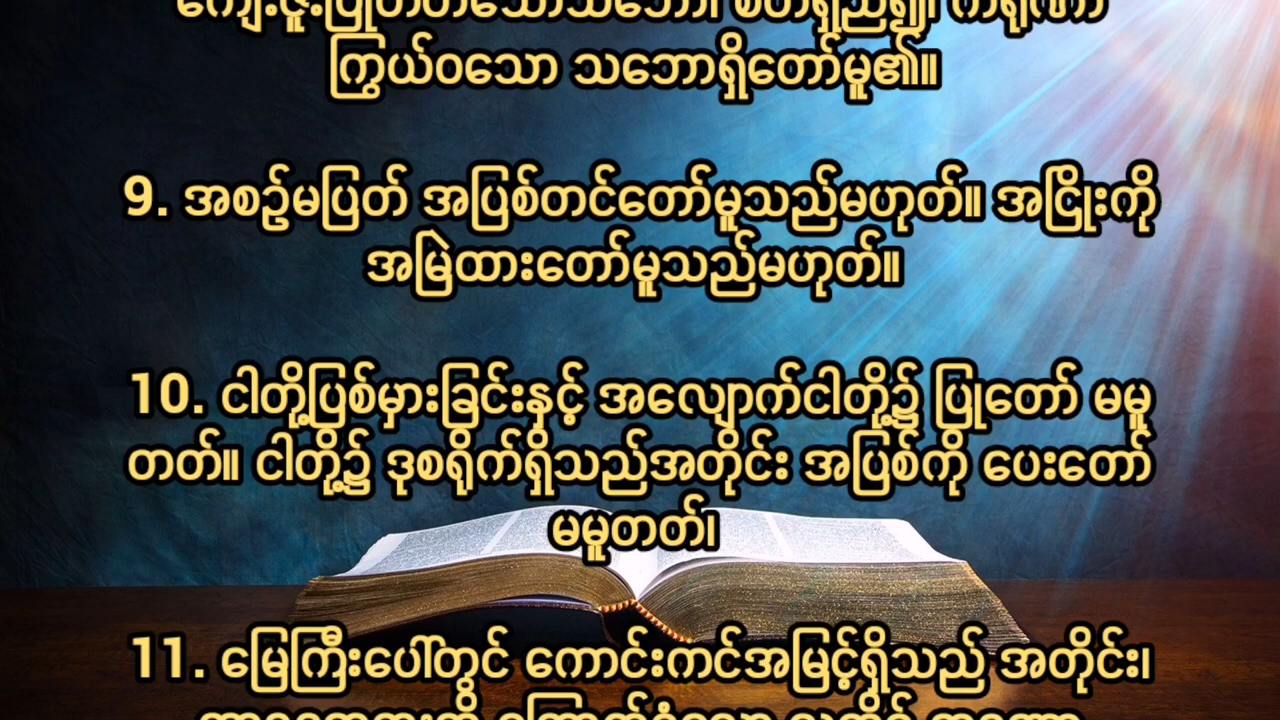 ကြွယ်ဝသော သဘောရှိတော်မူ၏။
9. အစဉ်မပြတ် အပြစ်တင်တော်မူသည်မဟုတ်။ အငြိုးကို
အမြဲထားတော်မူသည်မဟုတ်။
10. ငါတို့ပြစ်မှားခြင်းနှင့် အလျောက်ငါတို့၌ ပြုတော် မမူ
တတ်။ ငါတို့၌ ဒုစရိုက်ရှိသည်အတိုင်း အပြစ်ကို ပေးတော်
မမူတတ်၊
11. မြေကြီးပေါ်တွင် ကောင်းကင်အမြင့်ရှိသည် အတိုင်း၊